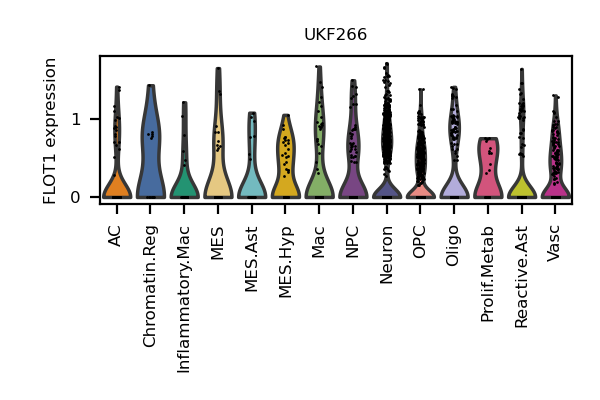 UKF266
FLOT1 expression
1
0
AC
Chromatin.Reg
Inflammatory.Mac
MES
MES.Ast
MES.Hyp
Mac
NPC
Neuron
OPC
Oligo
Prolif.Metab
Reactive.Ast
Vasc